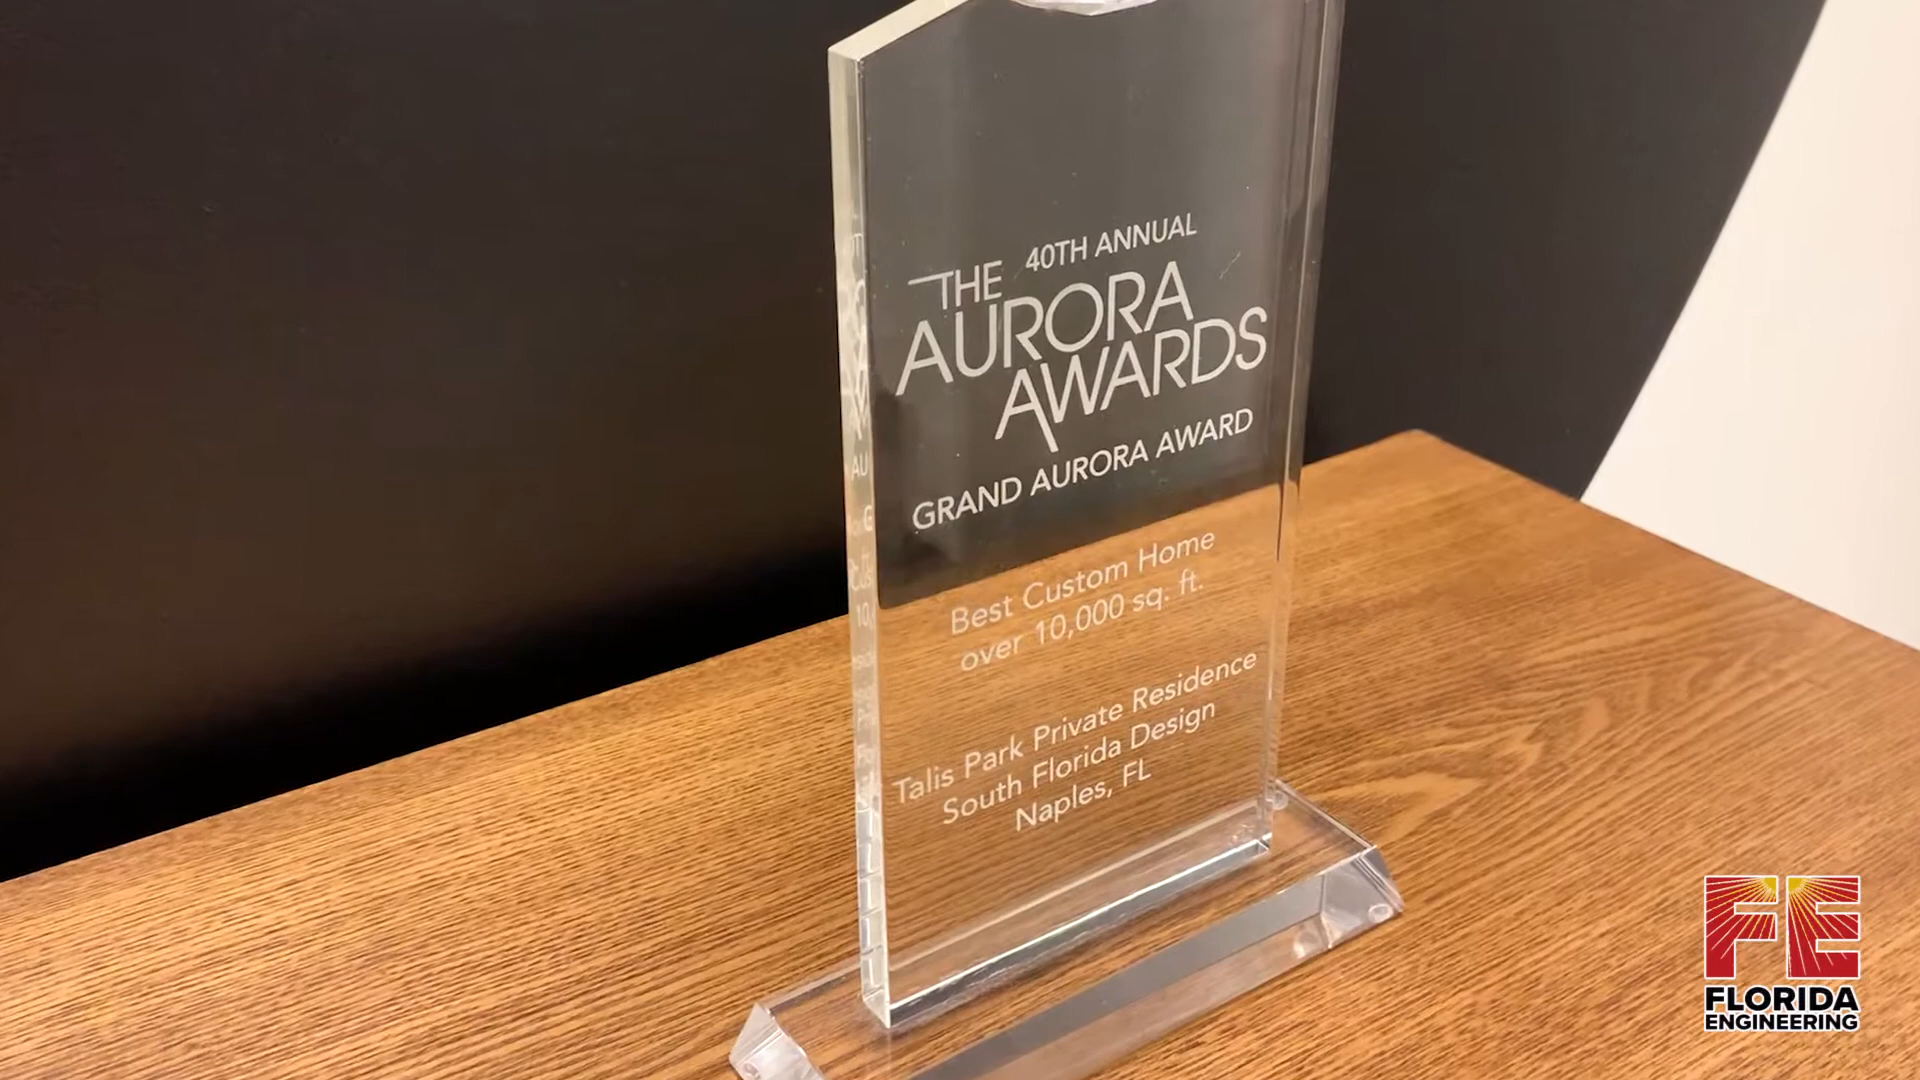 40TH ANNUAL
THE
AURORA
AWARDS
GRAND AURORA AWARD
Best Custom Home
over 10,000 sq. ft.
Talis Park Private Residence
South Florida Design
Naples, FL
FE
FLORIDA
ENGINEERING